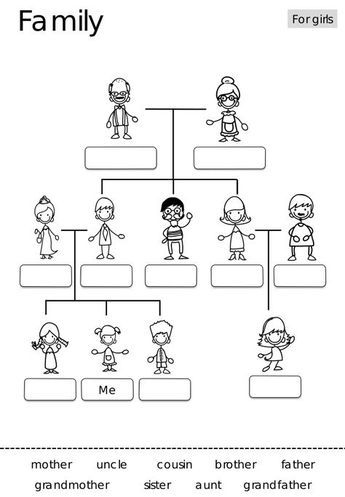 Family
For girls
Me
mother uncle cousin brother father
grandmother sister aunt grandfather